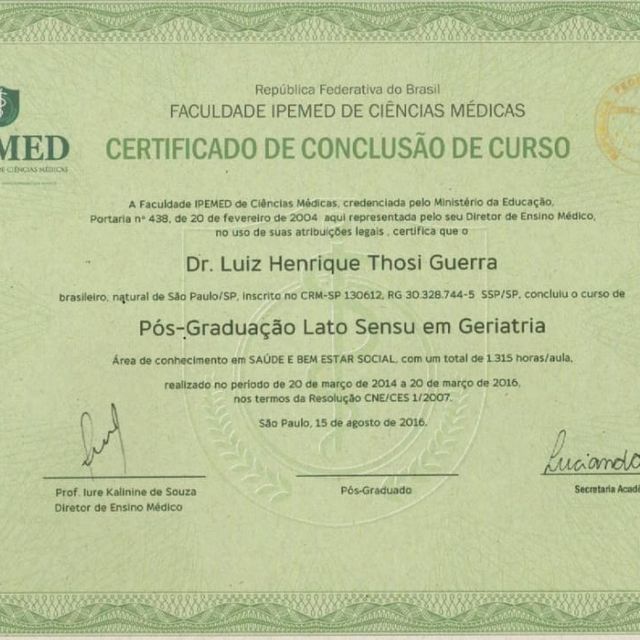 República Federativa do Brasil
FACULDADE IPEMED DE CIÊNCIAS MÉDICAS
CERTIFICADO DE CONCLUSÃO DE CURSO
MED
DE CIÊNCIAS MÉDICAS
A Faculdade IPEMED de Ciências Médicas, credenciada pelo Ministério da Educação,
Portaria nº 438, de 20 de fevereiro de 2004 aqui representada pelo seu Diretor de Ensino Médico,
no uso de suas atribuições legais , certifica que o
Dr. Luiz Henrique Thosi Guerra
brasileiro, natural de São Paulo/SP, inscrito no CRM-SP 130612, RG 30.328.744-5 SSP/SP, concluiu o curso de
Pós-Graduação Lato Sensu em Geriatria
Área de conhecimento em SAÚDE E BEM ESTAR SOCIAL, com um total de 1.315 horas/aula,
realizado no período de 20 de março de 2014 a 20 de março de 2016,
nos termos da Resolução CNE/CES 1/2007.
São Paulo, 15 de agosto de 2016.
Luciando
Prof. Iure Kalinine de Souza
Diretor de Ensino Médico
Pós-Graduado
Secretaria Acadê